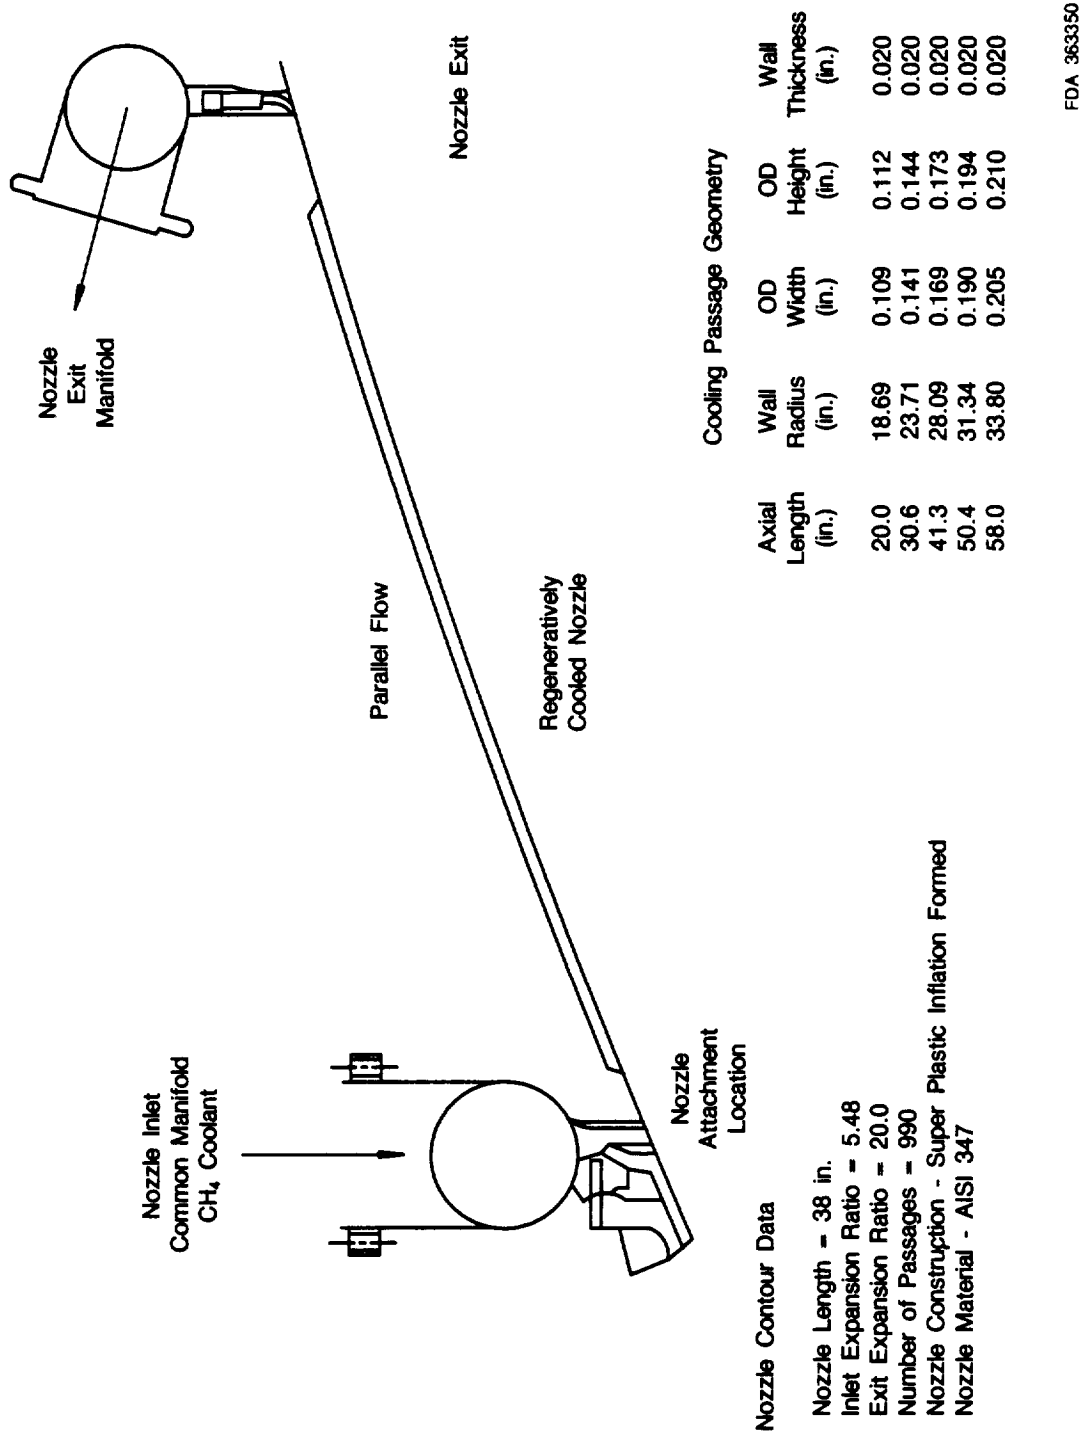 Nozzle Inlet
Common Manifold
CH₄ Coolant
Nozzle
Exit
Manifold
Parallel Flow
Nozzle Exit
Regeneratively
Cooled Nozzle
Nozzle
Attachment
Location
Nozzle Contour Data
Nozzle Length = 38 in.
Inlet Expansion Ratio = 5.48
Exit Expansion Ratio = 20.0
Number of Passages = 990
Nozzle Construction - Super Plastic Inflation Formed
Nozzle Material - AISI 347
Cooling Passage Geometry
Axial Wall OD OD Wall
Length Radius Width Height Thickness
(in.) (in.) (in.) (in.) (in.)
20.0 18.69 0.109 0.112 0.020
30.6 23.71 0.141 0.144 0.020
41.3 28.09 0.169 0.173 0.020
50.4 31.34 0.190 0.194 0.020
58.0 33.80 0.205 0.210 0.020
FDA 363350